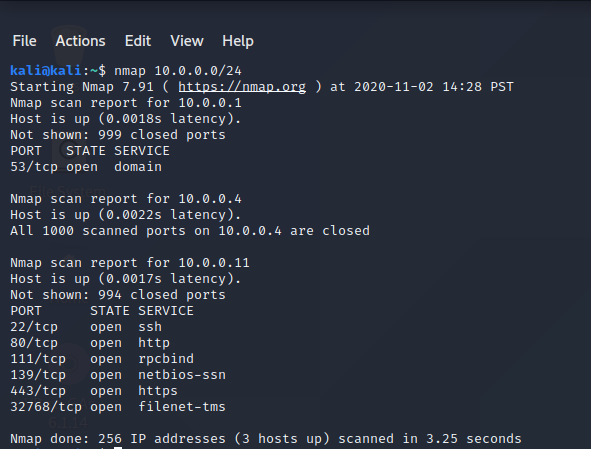 File Actions Edit View Help
kali@kali:~$ nmap 10.0.0.0/24
Starting Nmap 7.91 ( https://nmap.org ) at 2020-11-02 14:28 PST
Nmap scan report for 10.0.0.1
Host is up (0.0018s latency).
Not shown: 999 closed ports
PORT   STATE SERVICE
53/tcp open  domain

Nmap scan report for 10.0.0.4
Host is up (0.0022s latency).
All 1000 scanned ports on 10.0.0.4 are closed

Nmap scan report for 10.0.0.11
Host is up (0.0017s latency).
Not shown: 994 closed ports
PORT      STATE SERVICE
22/tcp    open  ssh
80/tcp    open  http
111/tcp   open  rpcbind
139/tcp   open  netbios-ssn
443/tcp   open  https
32768/tcp open  filenet-tms

Nmap done: 256 IP addresses (3 hosts up) scanned in 3.25 seconds